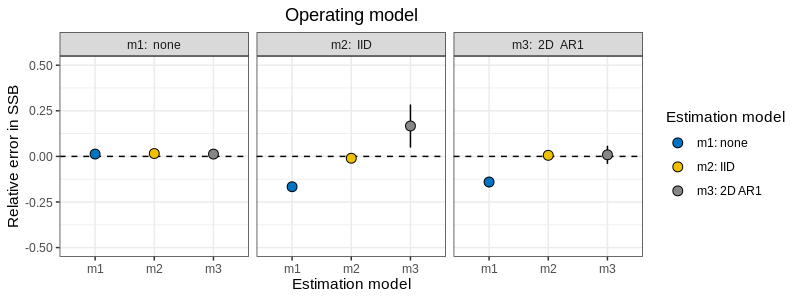 Operating model
m1: none
m2: IID
m3: 2D AR1
Relative error in SSB
0.50
0.25
0.00
-0.25
-0.50
m1 m2 m3
m1 m2 m3
m1 m2 m3
Estimation model
Estimation model
m1: none
m2: IID
m3: 2D AR1